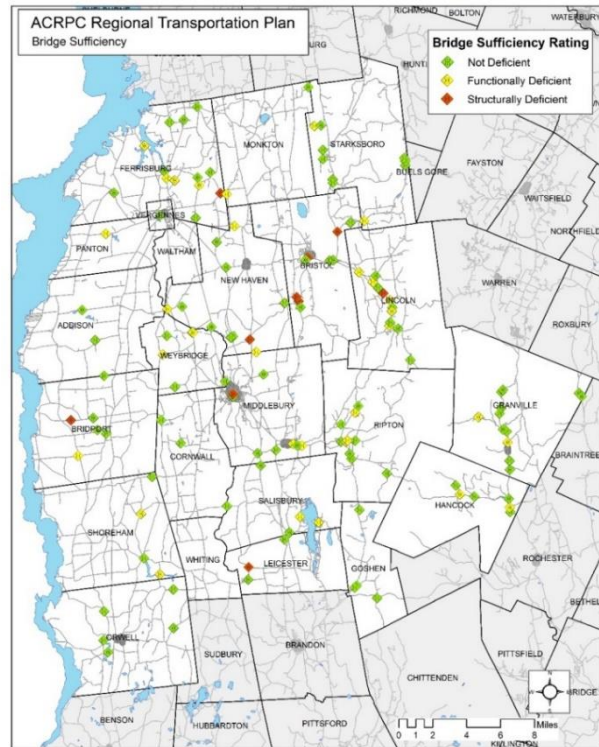 ACRPC Regional Transportation Plan
Bridge Sufficiency
Bridge Sufficiency Rating
Not Deficient
Functionally Deficient
Structurally Deficient
RICHMOND
BOLTON
WATERBURY
MONKTON
STARKSBORO
FERRISBURG
BUELS GORE
FAYSTON
WAITSFIELD
VERGENNES
PANTON
WALTHAM
NORTHFIELD
BRISTOL
NEW HAVEN
WARREN
LINCOLN
ADDISON
ROXBURY
WEYBRIDGE
MIDDLEBURY
GRANVILLE
BRIDPORT
RIPTON
CORNWALL
BRAINTREE
SALISBURY
HANCOCK
SHOREHAM
ROCHESTER
WHITING
LEICESTER
GOSHEN
BETHEL
ORWELL
SUDBURY
BRANDON
CHITTENDEN
PITTSFIELD
BENSON
HUBBARDTON
PITTSFORD
N
0 1 2 4 6 8
Miles